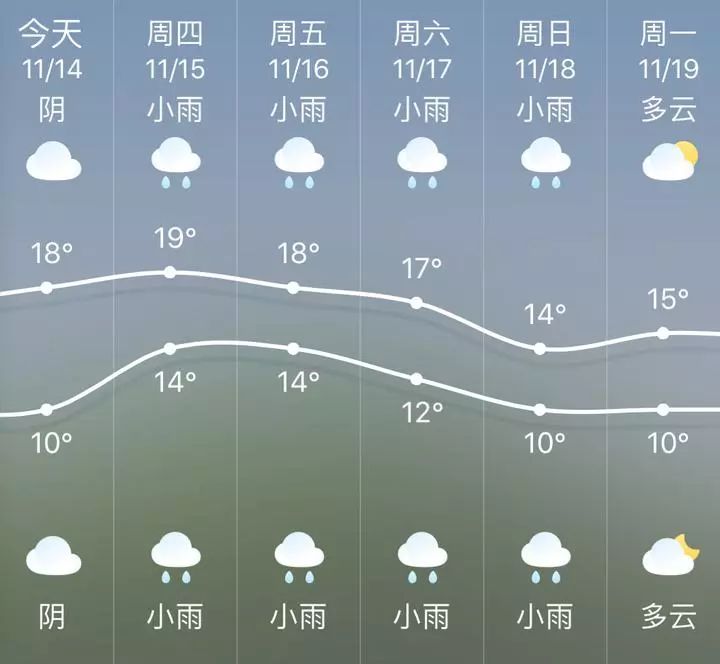 今天 周四 周五 周六 周日 周一
11/14 11/15 11/16 11/17 11/18 11/19
阴 小雨 小雨 小雨 小雨 多云
18° 19° 18° 17° 14° 15°
10° 14° 14° 12° 10° 10°
阴 小雨 小雨 小雨 小雨 多云